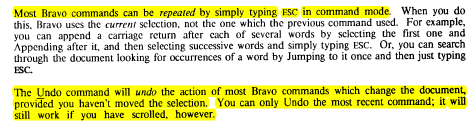 Most Bravo commands can be repeated by simply typing ESC in command mode. When you do
this, Bravo uses the current selection, not the one which the previous command used. For example,
you can append a carriage return after each of several words by selecting the first one and
Appending after it, and then selecting successive words and simply typing ESC. Or, you can search
through the document looking for occurrences of a word by Jumping to it once and then just typing
ESC.
The Undo command will undo the action of most Bravo commands which change the document,
provided you haven't moved the selection. You can only Undo the most recent command; it will
still work if you have scrolled, however.